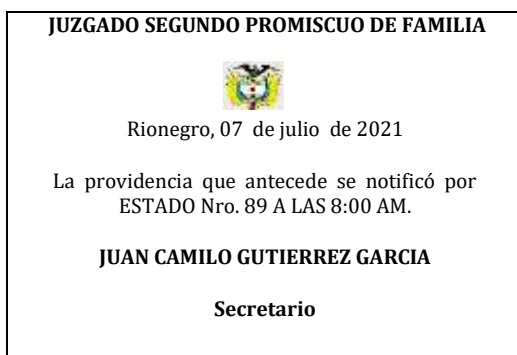 JUZGADO SEGUNDO PROMISCUO DE FAMILIA
Rionegro, 07 de julio de 2021
La providencia que antecede se notificó por
ESTADO Nro. 89 A LAS 8:00 AM.
JUAN CAMILO GUTIERREZ GARCIA
Secretario